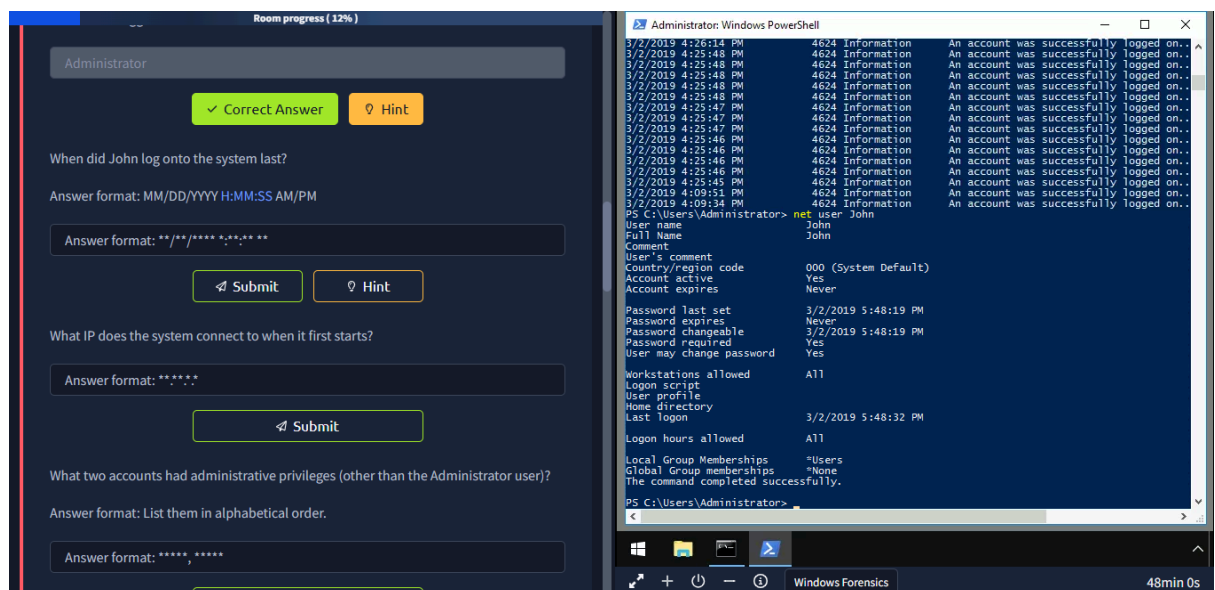 Room progress ( 12% )
Administrator
Correct Answer
Hint
When did John log onto the system last?
Answer format: MM/DD/YYYY H:MM:SS AM/PM
Answer format: **/**/**** *:**:** **
Submit
Hint
What IP does the system connect to when it first starts?
Answer format: **.**.*.*
Submit
What two accounts had administrative privileges (other than the Administrator user)?
Answer format: List them in alphabetical order.
Answer format: *****, *****
Administrator: Windows PowerShell
3/2/2019 4:26:14 PM 4624 Information An account was successfully logged on..
3/2/2019 4:25:48 PM 4624 Information An account was successfully logged on..
3/2/2019 4:25:48 PM 4624 Information An account was successfully logged on..
3/2/2019 4:25:48 PM 4624 Information An account was successfully logged on..
3/2/2019 4:25:48 PM 4624 Information An account was successfully logged on..
3/2/2019 4:25:48 PM 4624 Information An account was successfully logged on..
3/2/2019 4:25:47 PM 4624 Information An account was successfully logged on..
3/2/2019 4:25:47 PM 4624 Information An account was successfully logged on..
3/2/2019 4:25:47 PM 4624 Information An account was successfully logged on..
3/2/2019 4:25:46 PM 4624 Information An account was successfully logged on..
3/2/2019 4:25:46 PM 4624 Information An account was successfully logged on..
3/2/2019 4:25:46 PM 4624 Information An account was successfully logged on..
3/2/2019 4:25:46 PM 4624 Information An account was successfully logged on..
3/2/2019 4:25:45 PM 4624 Information An account was successfully logged on..
3/2/2019 4:09:51 PM 4624 Information An account was successfully logged on..
3/2/2019 4:09:34 PM 4624 Information An account was successfully logged on..
PS C:\Users\Administrator> net user John
User name John
Full Name John
Comment
User's comment
Country/region code 000 (System Default)
Account active Yes
Account expires Never
Password last set 3/2/2019 5:48:19 PM
Password expires Never
Password changeable 3/2/2019 5:48:19 PM
Password required Yes
User may change password Yes
Workstations allowed All
Logon script
User profile
Home directory
Last logon 3/2/2019 5:48:32 PM
Logon hours allowed All
Local Group Memberships *Users
Global Group memberships *None
The command completed successfully.
PS C:\Users\Administrator>
Windows Forensics
48min 0s